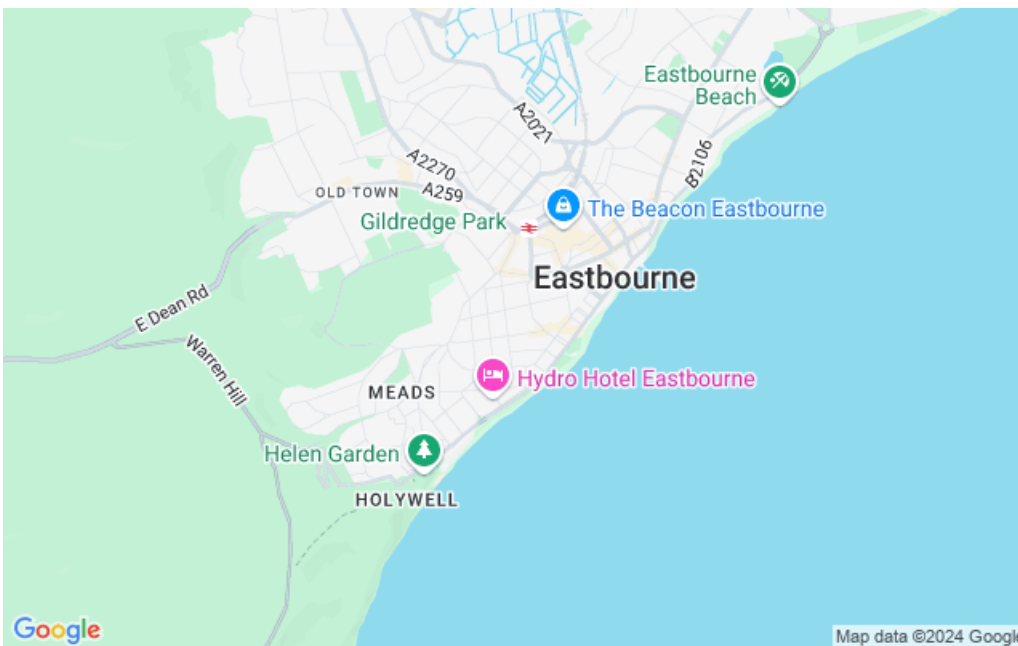 Eastbourne
Beach
A2021
B2106
A2270
OLD TOWN
A259
Gildredge Park
The Beacon Eastbourne
Eastbourne
E Dean Rd
Warren Hill
Hydro Hotel Eastbourne
MEADS
Helen Garden
HOLYWELL
Google
Map data ©2024 Google